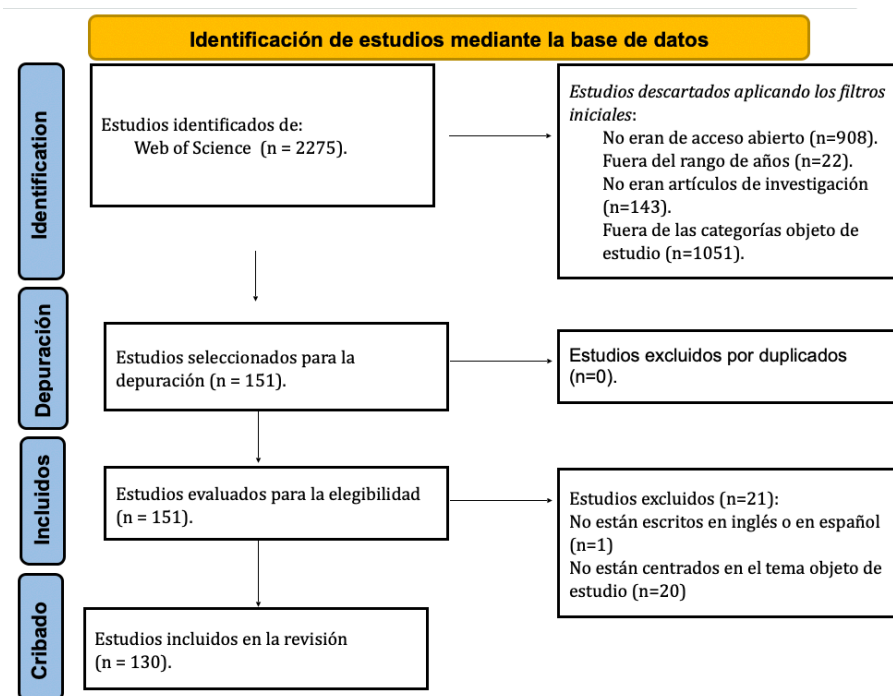 Identificación de estudios mediante la base de datos
Identification
Estudios identificados de:
Web of Science (n = 2275).
Estudios descartados aplicando los filtros
iniciales:
No eran de acceso abierto (n=908).
Fuera del rango de años (n=22).
No eran artículos de investigación
(n=143).
Fuera de las categorías objeto de
estudio (n=1051).
Depuración
Estudios seleccionados para la
depuración (n = 151).
Estudios excluidos por duplicados
(n=0).
Incluidos
Estudios evaluados para la elegibilidad
(n = 151).
Estudios excluidos (n=21):
No están escritos en inglés o en español
(n=1)
No están centrados en el tema objeto de
estudio (n=20)
Cribado
Estudios incluidos en la revisión
(n = 130).